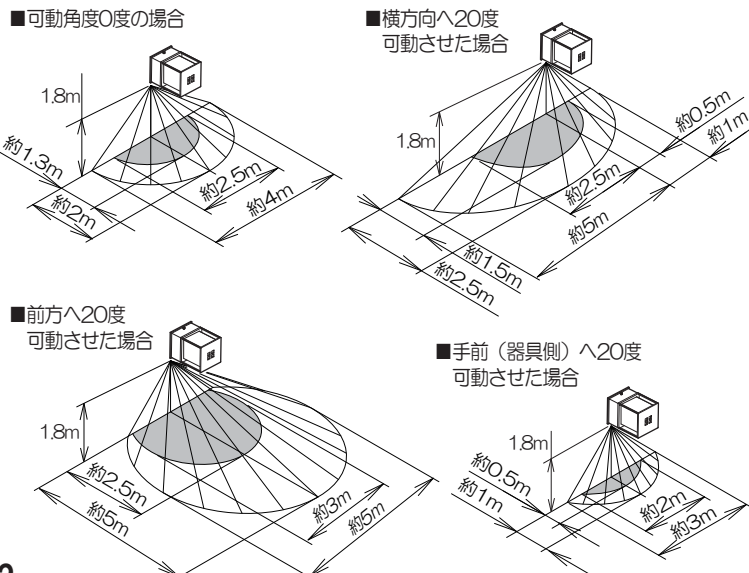 ■可動角度0度の場合
1.8m
約1.3m
約2m
約2.5m
約4m
■横方向へ20度
可動させた場合
1.8m
約0.5m
約1m
約2.5m
約5m
約1.5m
約2.5m
■前方へ20度
可動させた場合
1.8m
約2.5m
約5m
約3m
約5m
■手前（器具側）へ20度
可動させた場合
1.8m
約0.5m
約1m
約2m
約3m